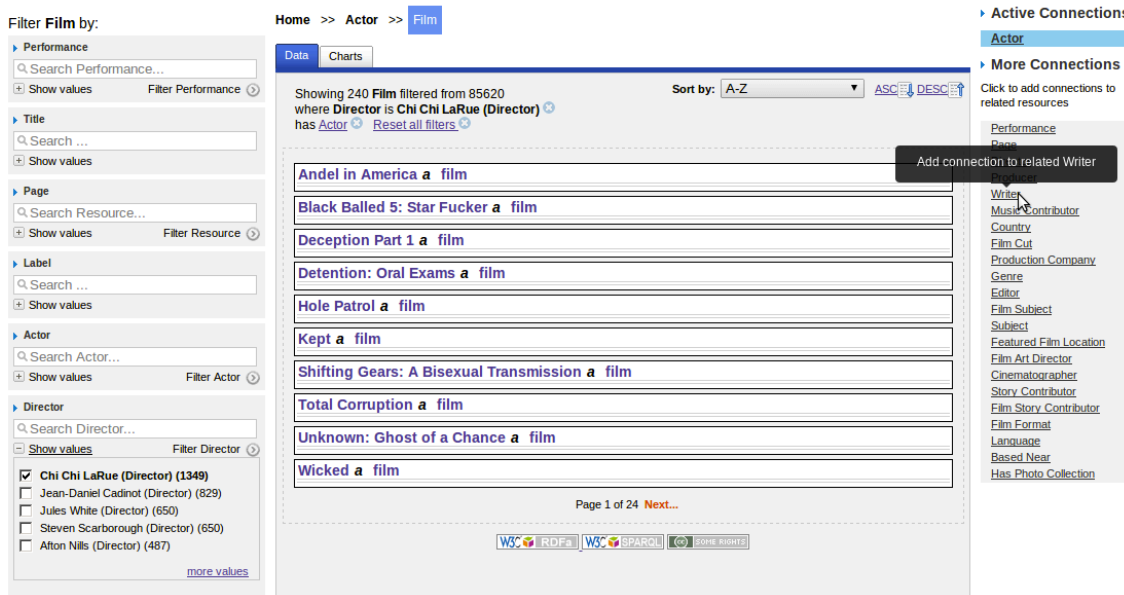 Filter Film by:
Performance
Search Performance...
Show values Filter Performance
Title
Search ...
Show values
Page
Search Resource...
Show values Filter Resource
Label
Search ...
Show values
Actor
Search Actor...
Show values Filter Actor
Director
Search Director...
Show values Filter Director
Chi Chi LaRue (Director) (1349)
Jean-Daniel Cadinot (Director) (829)
Jules White (Director) (650)
Steven Scarborough (Director) (650)
Afton Nills (Director) (487)
more values
Home >> Actor >> Film
Data Charts
Showing 240 Film filtered from 85620
where Director is Chi Chi LaRue (Director)
has Actor Reset all filters
Sort by: A-Z ASC DESC
Andel in America a film
Black Balled 5: Star Fucker a film
Deception Part 1 a film
Detention: Oral Exams a film
Hole Patrol a film
Kept a film
Shifting Gears: A Bisexual Transmission a film
Total Corruption a film
Unknown: Ghost of a Chance a film
Wicked a film
Page 1 of 24 Next...
W3C RDFa W3C SPARQL cc SOME RIGHTS
Active Connections
Actor
More Connections
Click to add connections to
related resources
Performance
Page
Add connection to related Writer
Producer
Writer
Music Contributor
Country
Film Cut
Production Company
Genre
Editor
Film Subject
Subject
Featured Film Location
Film Art Director
Cinematographer
Story Contributor
Film Story Contributor
Film Format
Language
Based Near
Has Photo Collection